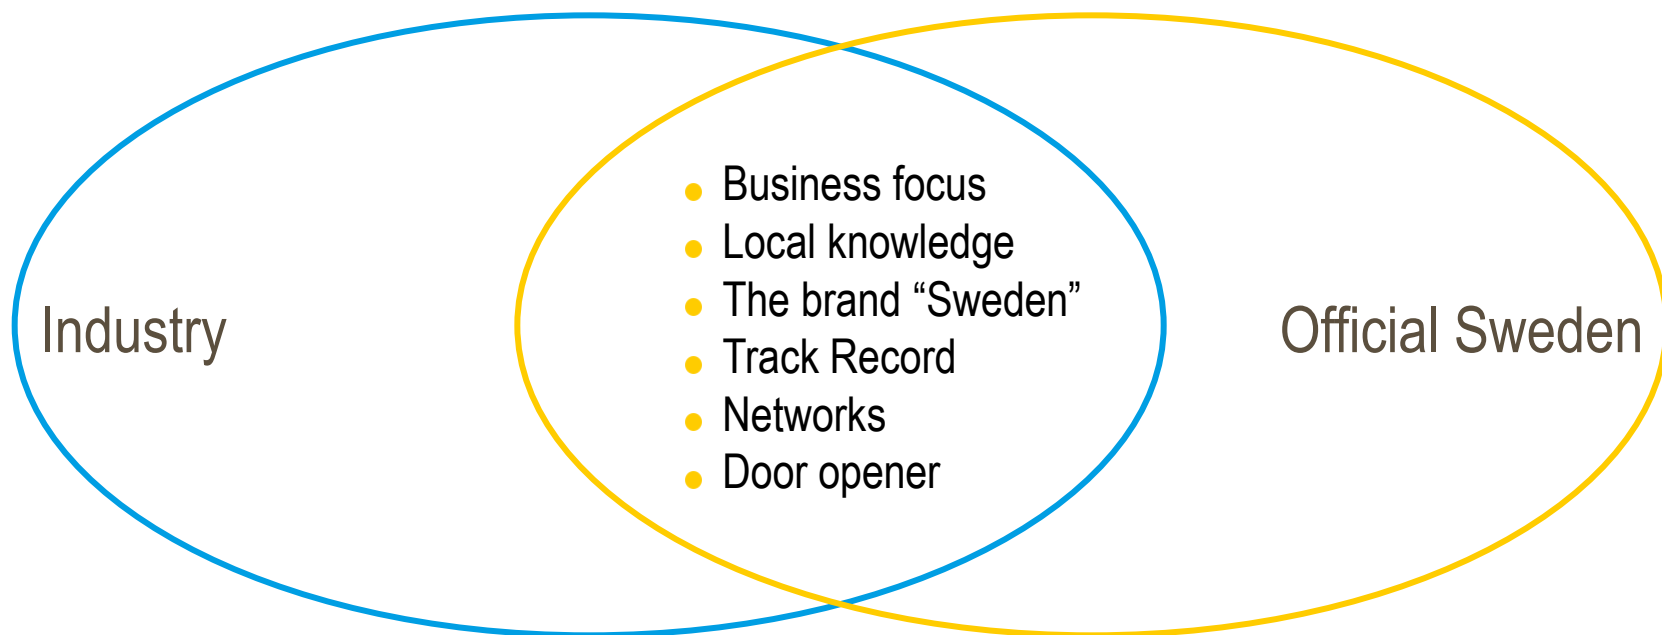 Industry
• Business focus
• Local knowledge
• The brand “Sweden”
• Track Record
• Networks
• Door opener
Official Sweden